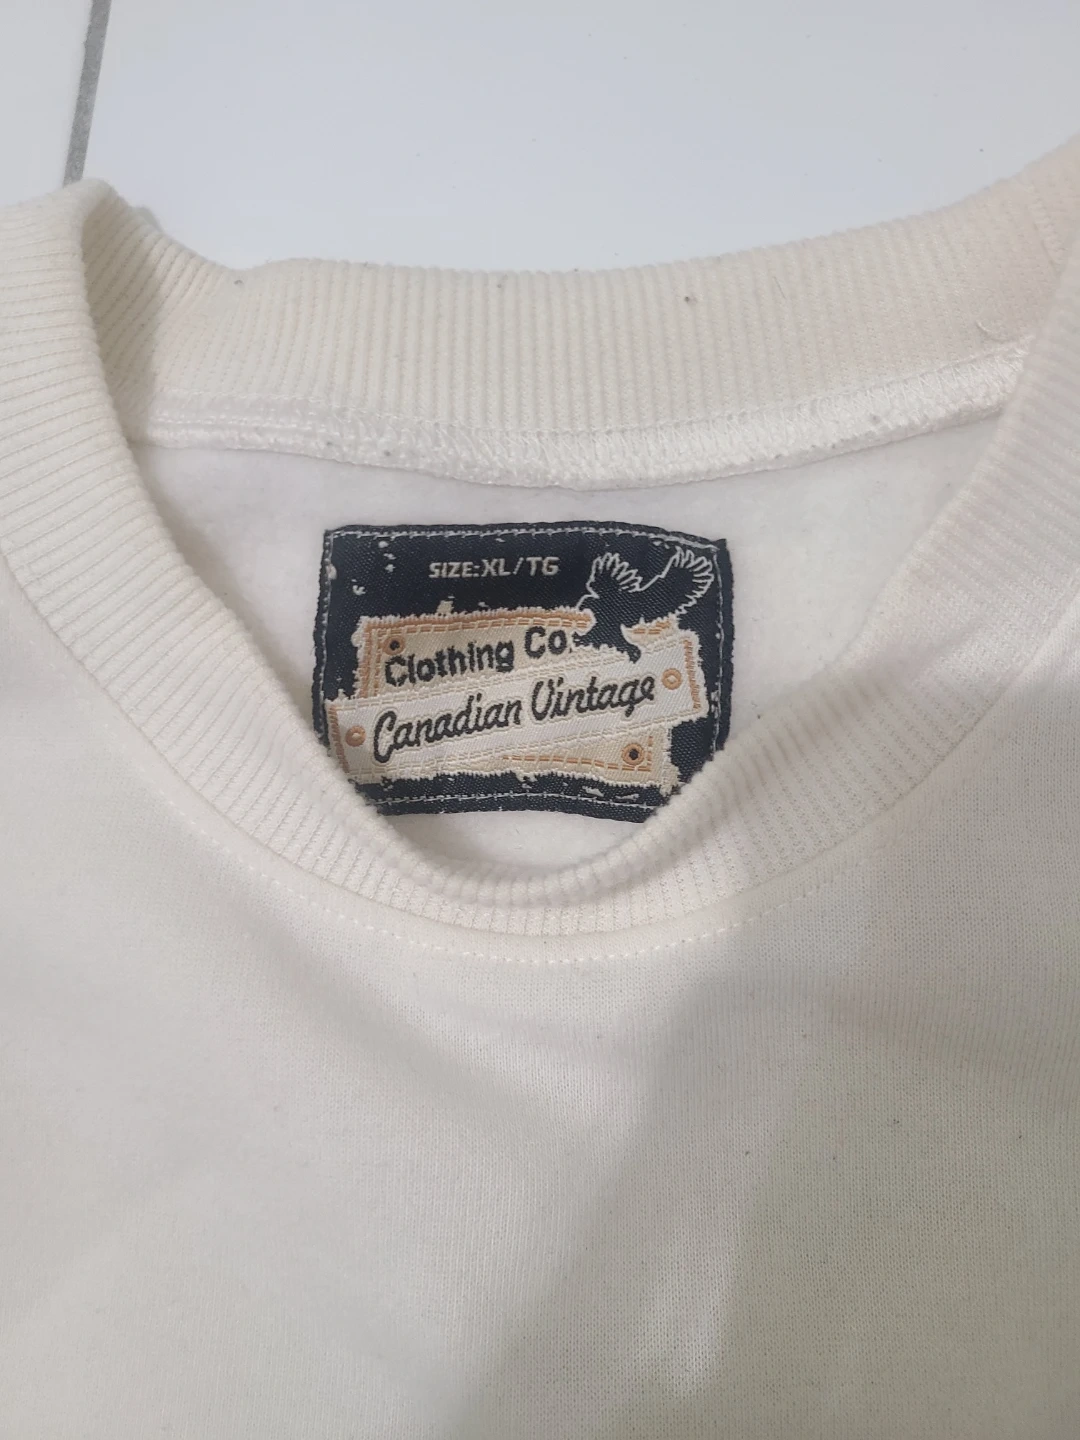 SIZE:XL/TG
Clothing Co.
Canadian Vintage